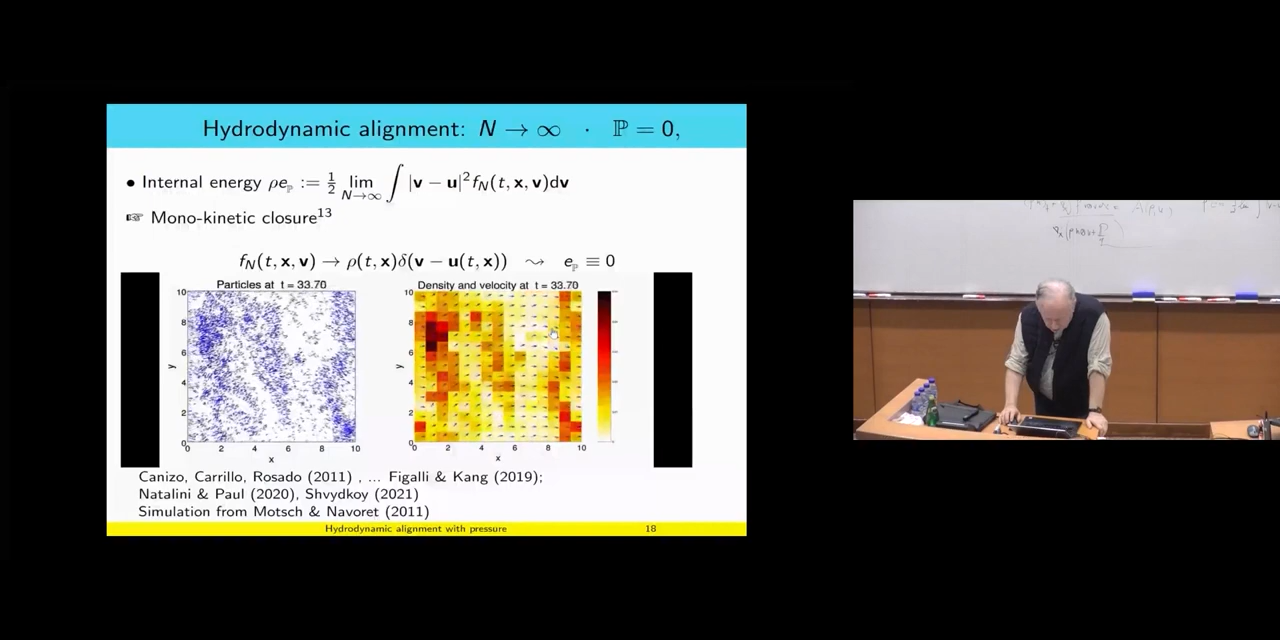 Hydrodynamic alignment: N → ∞ · ℙ = 0,
• Internal energy ρeℙ := ½ lim N→∞ ∫ |v − u|² f_N(t, x, v)dv
☞ Mono-kinetic closure¹³
f_N(t, x, v) → ρ(t, x)δ(v − u(t, x)) ⇝ eℙ ≡ 0
Particles at t = 33.70
10
8
6
4
2
0
y
0 2 4 6 8 10
x
Density and velocity at t = 33.70
10
8
6
4
2
0
y
0 2 4 6 8 10
x
Canizo, Carrillo, Rosado (2011) , ... Figalli & Kang (2019);
Natalini & Paul (2020), Shvydkoy (2021)
Simulation from Motsch & Navoret (2011)
Hydrodynamic alignment with pressure 18